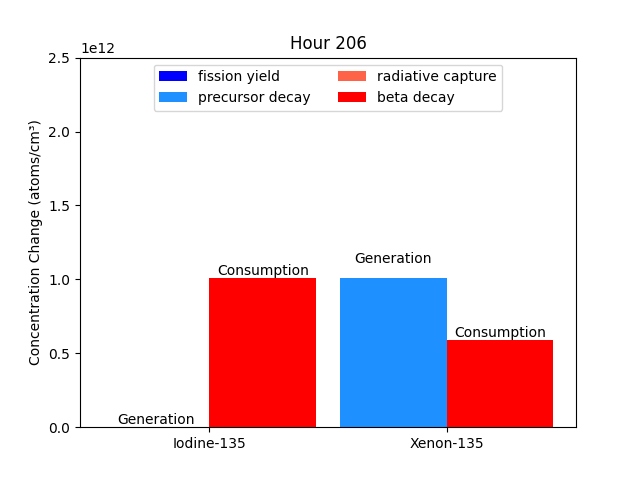 Hour 206
1e12
fission yield
precursor decay
radiative capture
beta decay
Concentration Change (atoms/cm³)
2.5
2.0
1.5
1.0
0.5
0.0
Generation
Consumption
Generation
Consumption
Iodine-135
Xenon-135